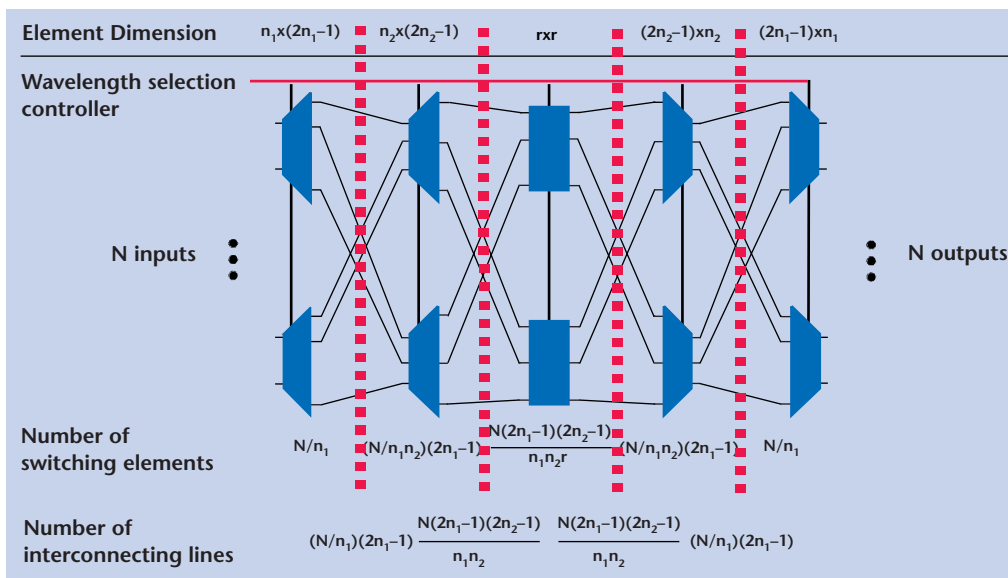 Element Dimension n₁x(2n₁–1) n₂x(2n₂–1) rxr (2n₂–1)xn₂ (2n₁–1)xn₁
Wavelength selection
controller
N inputs N outputs
Number of
switching elements N/n₁ (N/n₁n₂)(2n₁–1) N(2n₁–1)(2n₂–1)
n₁n₂r (N/n₁n₂)(2n₁–1) N/n₁
Number of
interconnecting lines (N/n₁)(2n₁–1) N(2n₁–1)(2n₂–1)
n₁n₂ N(2n₁–1)(2n₂–1)
n₁n₂ (N/n₁)(2n₁–1)